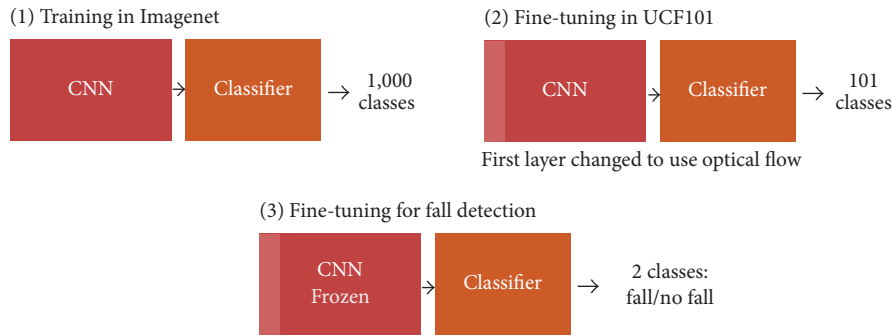 (1) Training in Imagenet
CNN
Classifier
1,000
classes
(2) Fine-tuning in UCF101
CNN
Classifier
101
classes
First layer changed to use optical flow
(3) Fine-tuning for fall detection
CNN
Frozen
Classifier
2 classes:
fall/no fall